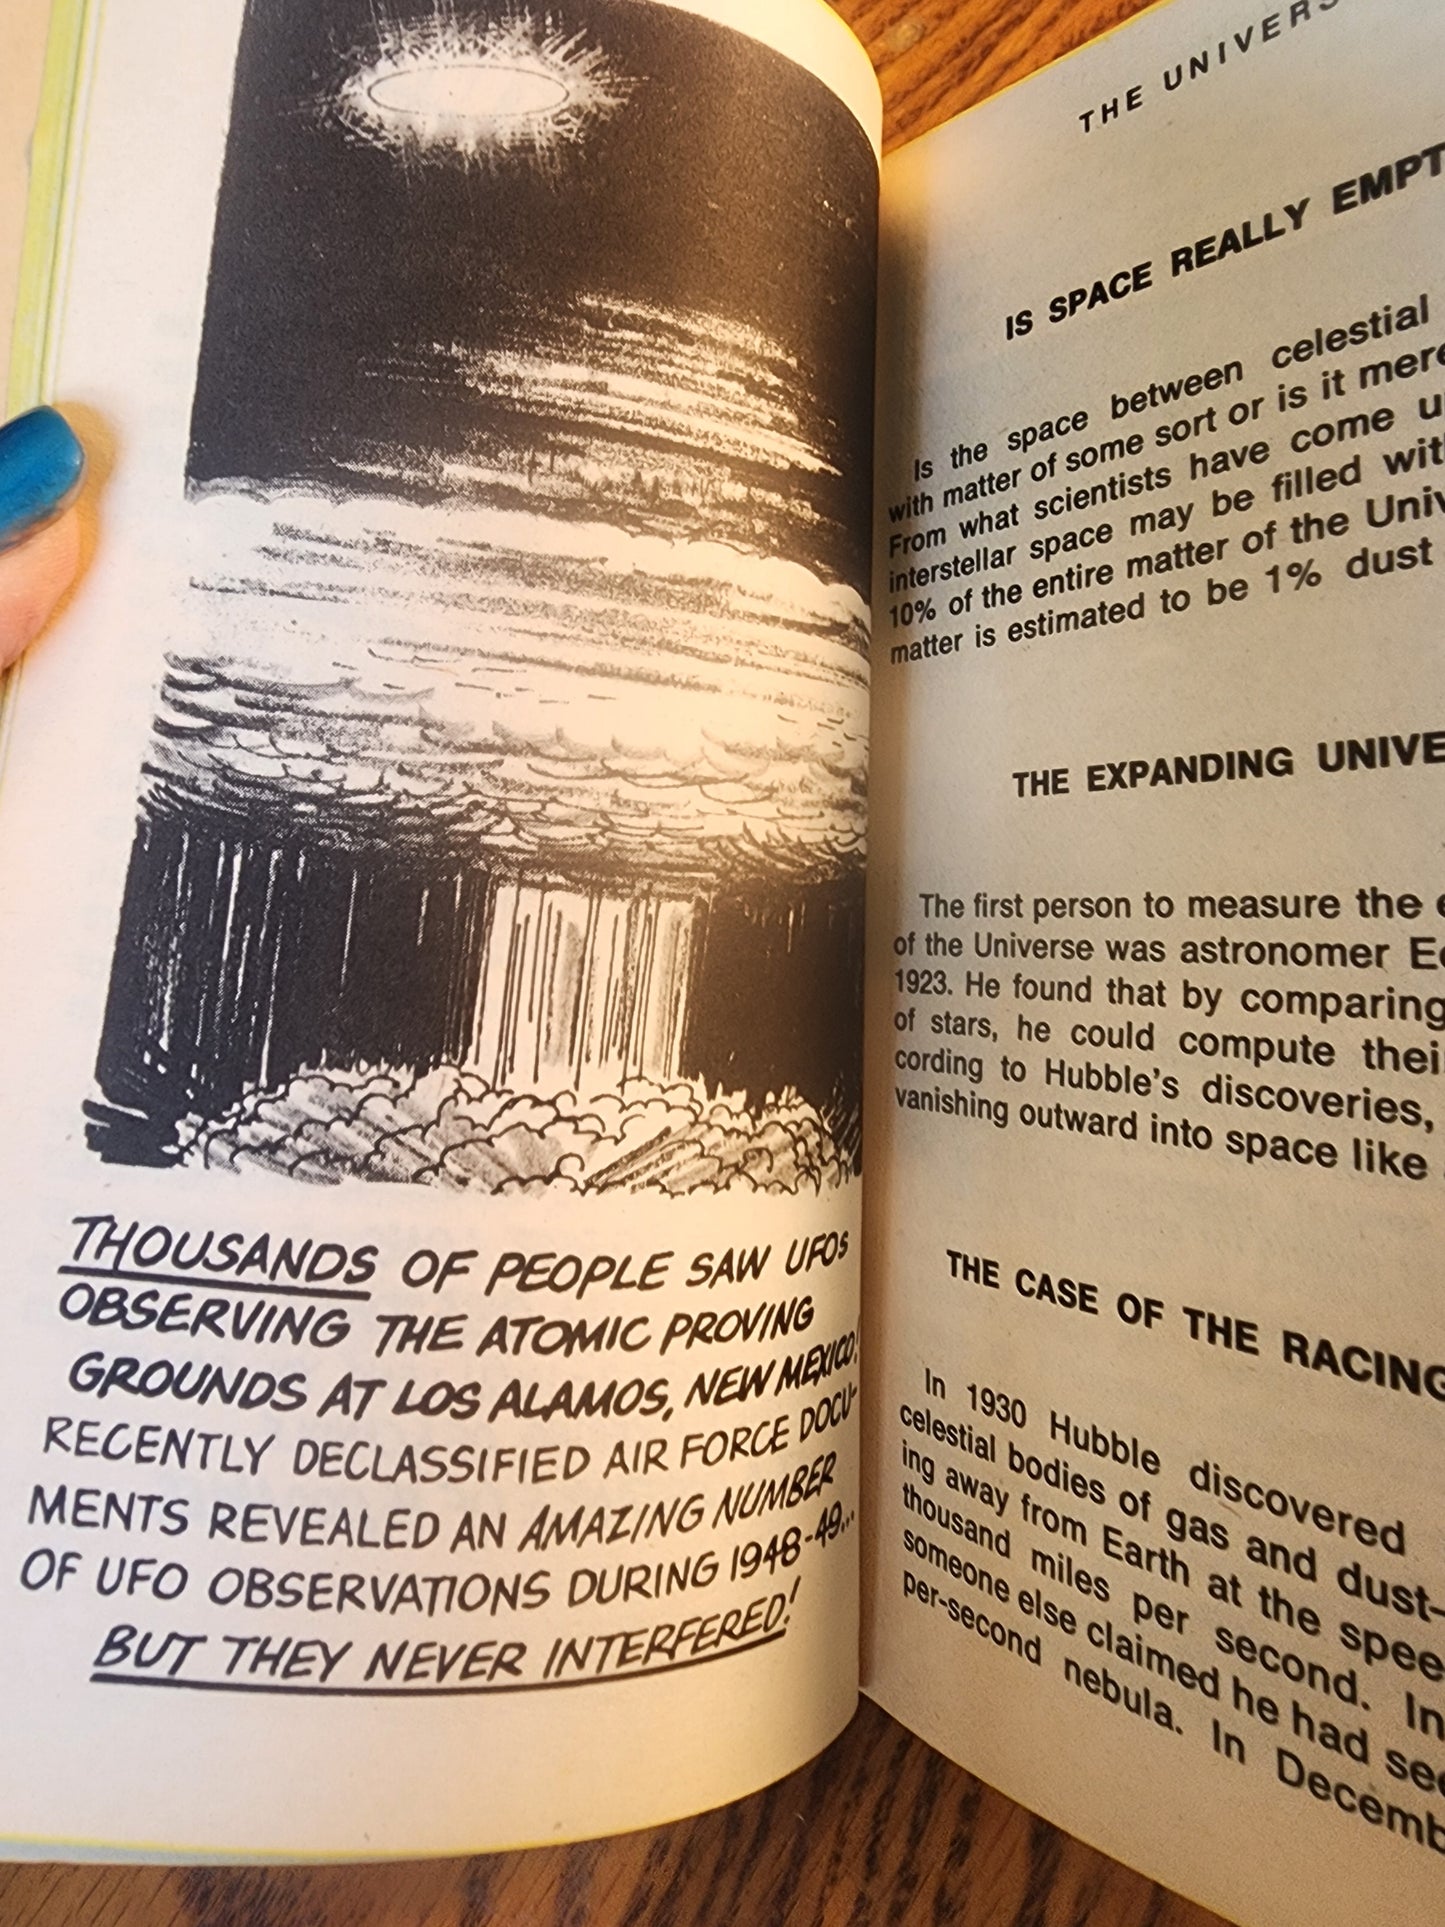 THOUSANDS OF PEOPLE SAW UFOS
OBSERVING THE ATOMIC PROVING
GROUNDS AT LOS ALAMOS, NEW MEXICO!
RECENTLY DECLASSIFIED AIR FORCE DOCU-
MENTS REVEALED AN AMAZING NUMBER
OF UFO OBSERVATIONS DURING 1948-49...
BUT THEY NEVER INTERFERED!
THE UNIVERS
IS SPACE REALLY EMPT
Is the space between celestial
with matter of some sort or is it mere
From what scientists have come u
interstellar space may be filled wit
10% of the entire matter of the Univ
matter is estimated to be 1% dust
THE EXPANDING UNIVE
The first person to measure the e
of the Universe was astronomer Ed
1923. He found that by comparing
of stars, he could compute thei
cording to Hubble's discoveries,
vanishing outward into space like
THE CASE OF THE RACING
In 1930 Hubble discovered
celestial bodies of gas and dust-
ing away from Earth at the spee
thousand miles per second. In
someone else claimed he had see
per-second nebula. In Decemb